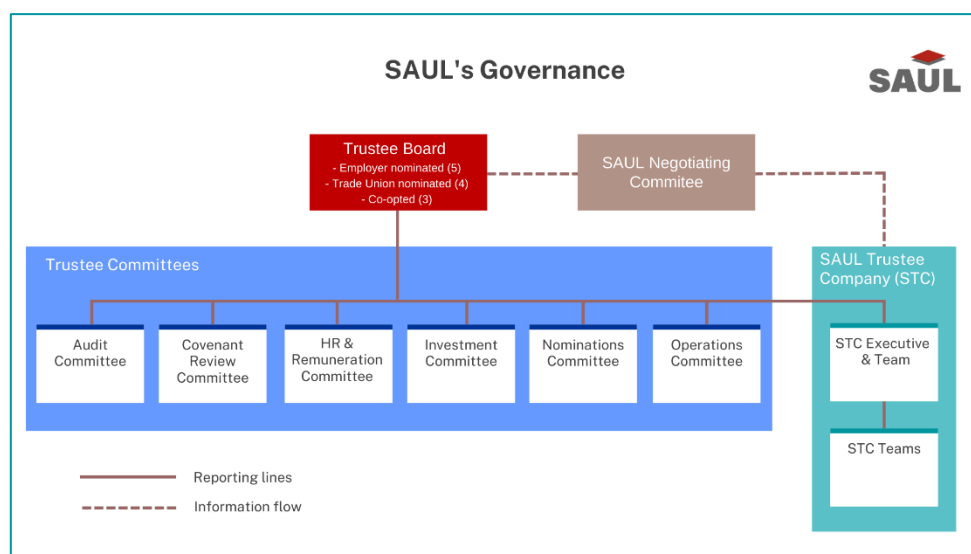 SAUL's Governance
SAUL
Trustee Board
- Employer nominated (5)
- Trade Union nominated (4)
- Co-opted (3)
SAUL Negotiating
Commitee
Trustee Committees
SAUL Trustee
Company (STC)
Audit
Committee
Covenant
Review
Committee
HR &
Remuneration
Committee
Investment
Committee
Nominations
Committee
Operations
Committee
STC Executive
& Team
STC Teams
Reporting lines
Information flow